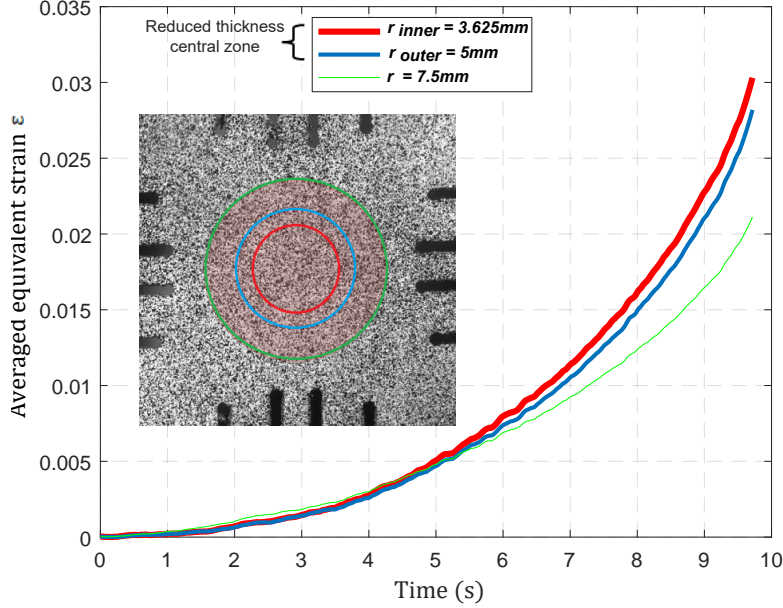 Reduced thickness
central zone
r inner = 3.625mm
r outer = 5mm
r = 7.5mm
Averaged equivalent strain ε
0.035
0.03
0.025
0.02
0.015
0.01
0.005
0
0 1 2 3 4 5 6 7 8 9 10
Time (s)